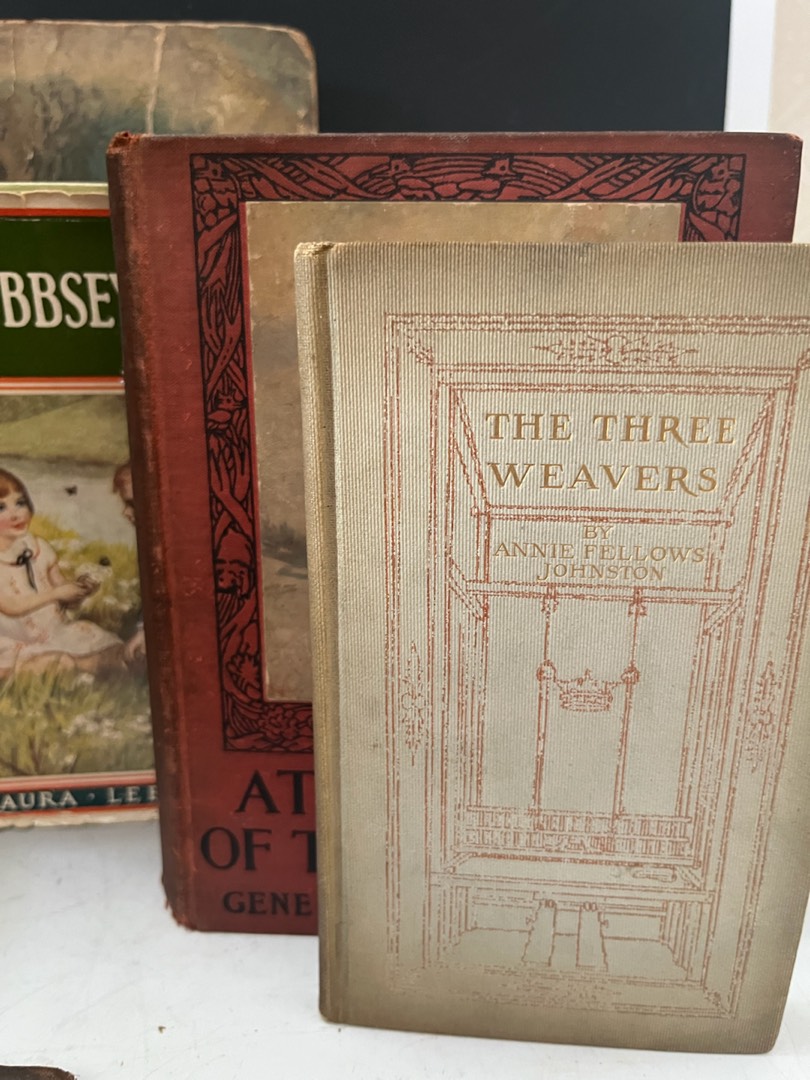 BBSEY
AURA · LEE
AT
OF T
GENE
THE THREE
WEAVERS
BY
ANNIE FELLOWS
JOHNSTON